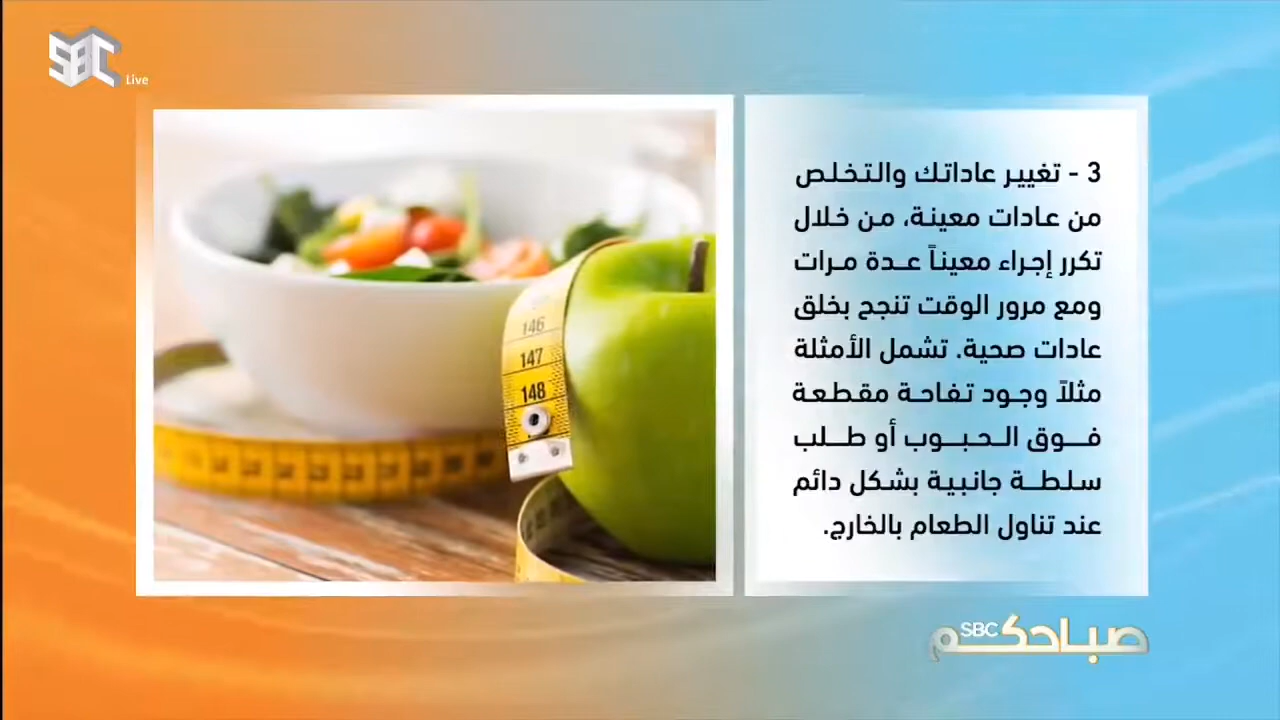 SBC
Live
3 - تغيير عاداتك والتخلص
من عادات معينة، من خلال
تكرر إجراء معيناً عدة مرات
ومع مرور الوقت تنجح بخلق
عادات صحية. تشمل الأمثلة
مثلاً وجود تفاحة مقطعة
فوق الحبوب أو طلب
سلطة جانبية بشكل دائم
عند تناول الطعام بالخارج.
146
147
148
صباحكم SBC